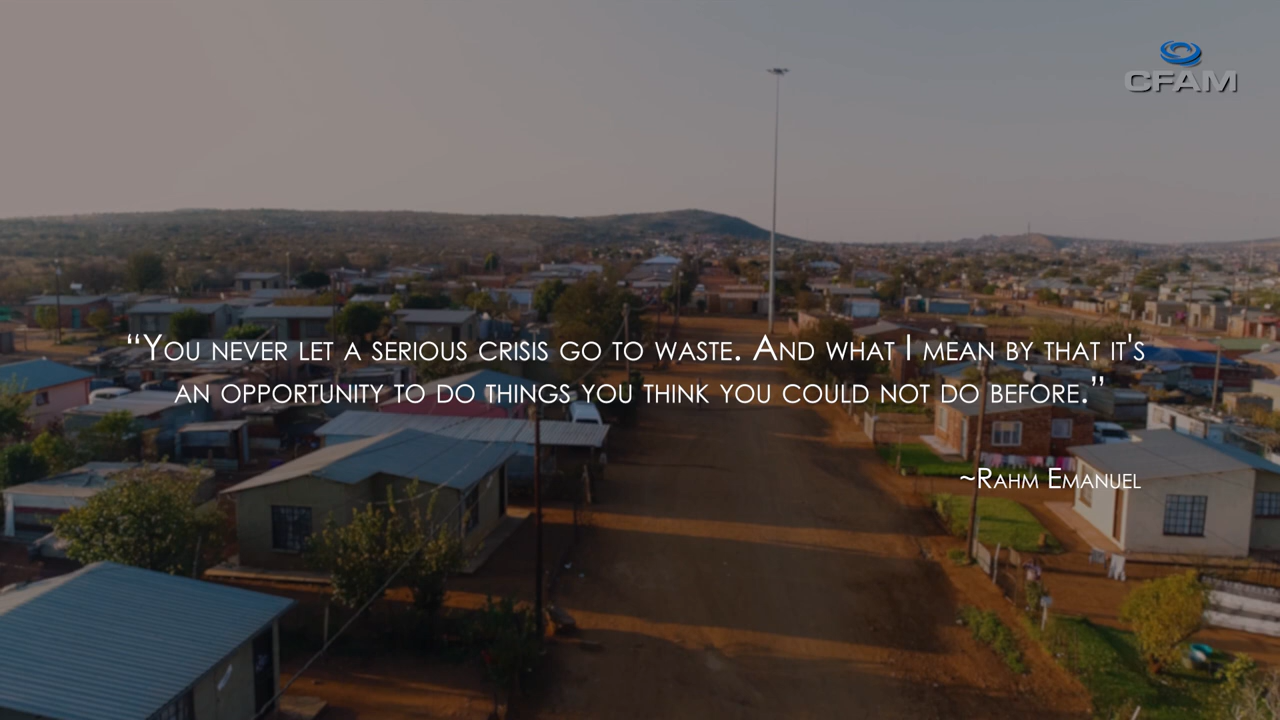 CFAM
“You never let a serious crisis go to waste. And what I mean by that it's
an opportunity to do things you think you could not do before.”
~Rahm Emanuel